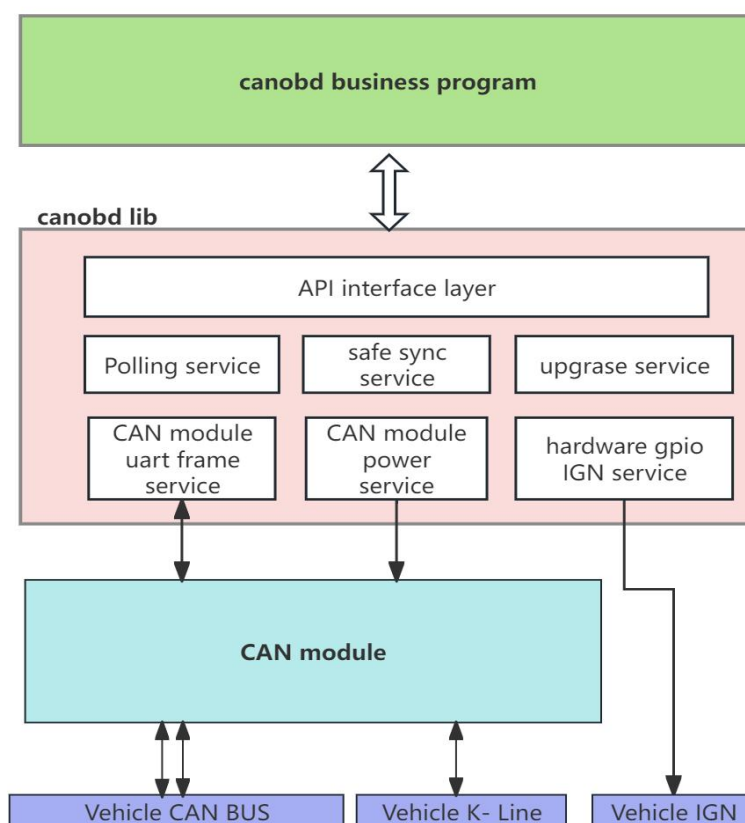 canobd business program
canobd lib
API interface layer
Polling service
safe sync
service
upgrase service
CAN module
uart frame
service
CAN module
power
service
hardware gpio
IGN service
CAN module
Vehicle CAN BUS
Vehicle K- Line
Vehicle IGN